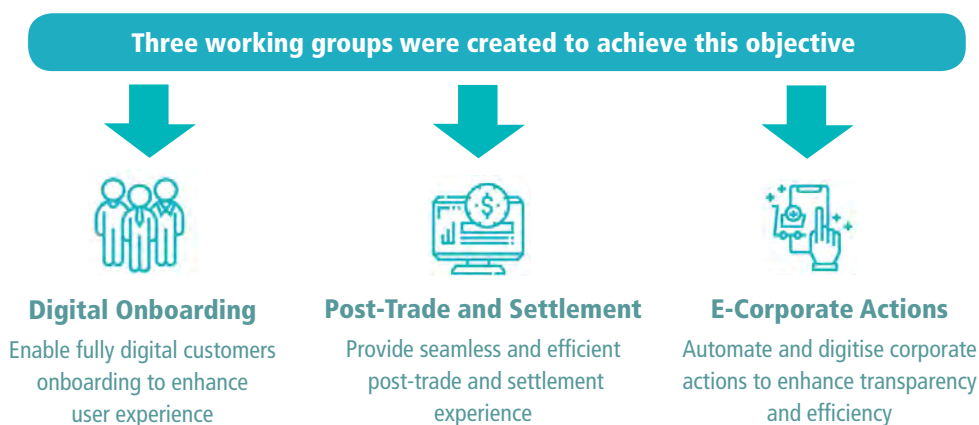 Three working groups were created to achieve this objective
$
Digital Onboarding
Enable fully digital customers
onboarding to enhance
user experience
Post-Trade and Settlement
Provide seamless and efficient
post-trade and settlement
experience
E-Corporate Actions
Automate and digitise corporate
actions to enhance transparency
and efficiency